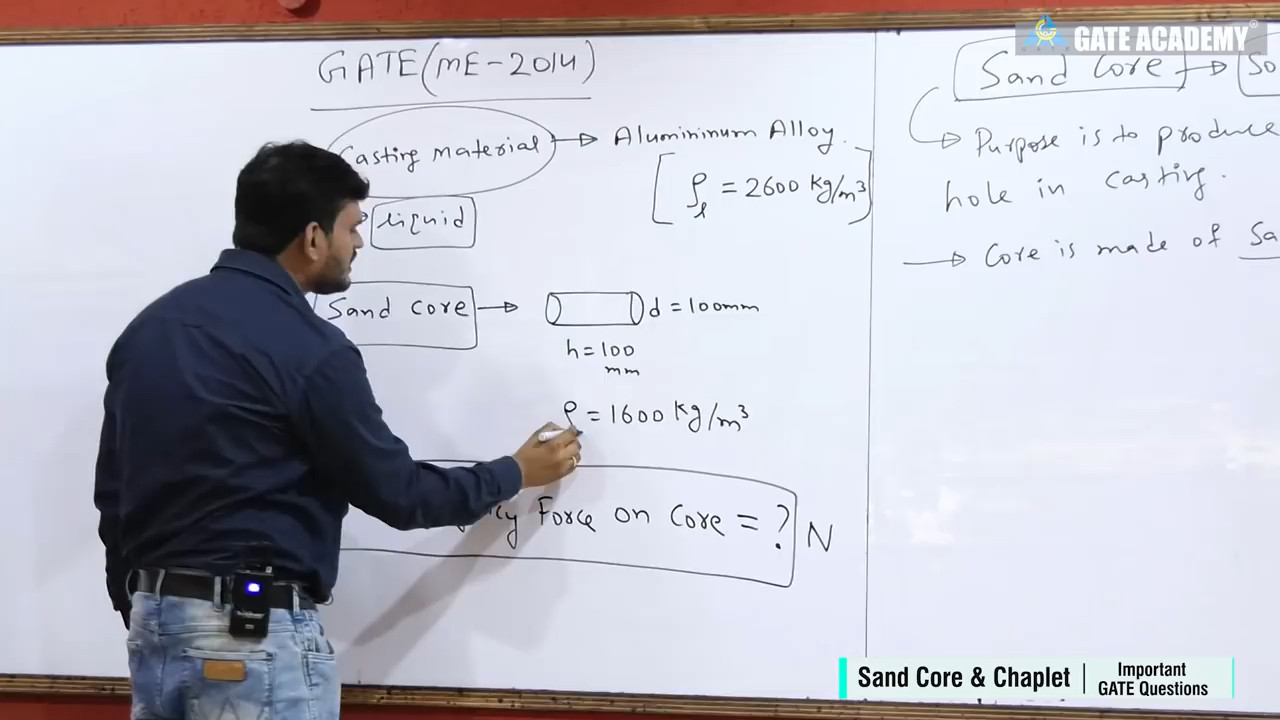 GATE ACADEMY
GATE (ME-2014)
Casting material → Alumininum Alloy.
ρℓ = 2600 kg/m³
liquid
Sand core → d = 100mm
h = 100
mm
ρ = 1600 kg/m³
Force on Core = ? N
Sand Core →
→ Purpose is to produce
hole in casting.
→ Core is made of
Sand Core & Chaplet
Important
GATE Questions